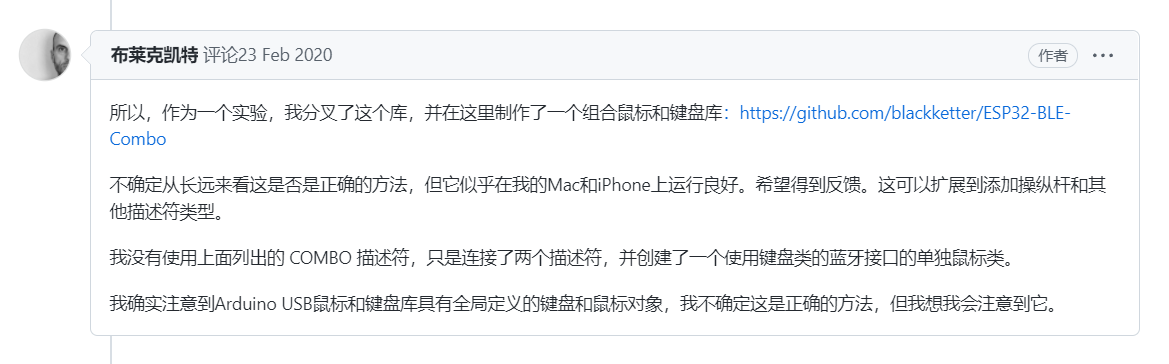 布莱克凯特 评论23 Feb 2020
作者
所以，作为一个实验，我分叉了这个库，并在这里制作了一个组合鼠标和键盘库：https://github.com/blackketter/ESP32-BLE-
Combo
不确定从长远来看这是否是正确的方法，但它似乎在我的Mac和iPhone上运行良好。希望得到反馈。这可以扩展到添加操纵杆和其
他描述符类型。
我没有使用上面列出的 COMBO 描述符，只是连接了两个描述符，并创建了一个使用键盘类的蓝牙接口的单独鼠标类。
我确实注意到Arduino USB鼠标和键盘库具有全局定义的键盘和鼠标对象，我不确定这是正确的方法，但我想我会注意到它。